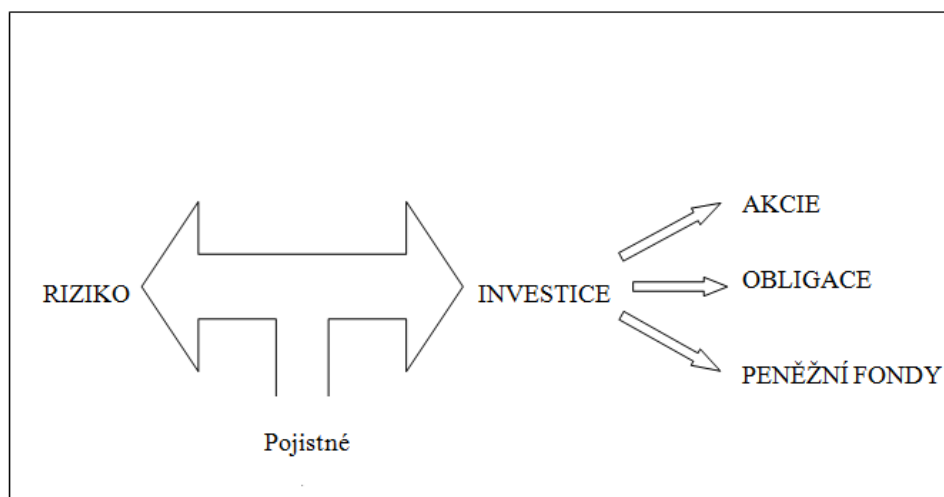 AKCIE
RIZIKO
INVESTICE
OBLIGACE
PENĚŽNÍ FONDY
Pojistné